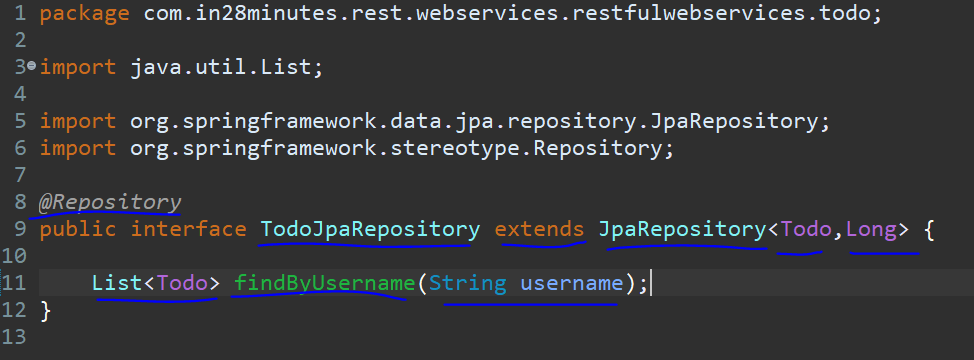 1 package com.in28minutes.rest.webservices.restfulwebservices.todo;
2
3 import java.util.List;
4
5 import org.springframework.data.jpa.repository.JpaRepository;
6 import org.springframework.stereotype.Repository;
7
8 @Repository
9 public interface TodoJpaRepository extends JpaRepository<Todo,Long> {
10
11     List<Todo> findByUsername(String username);
12 }
13